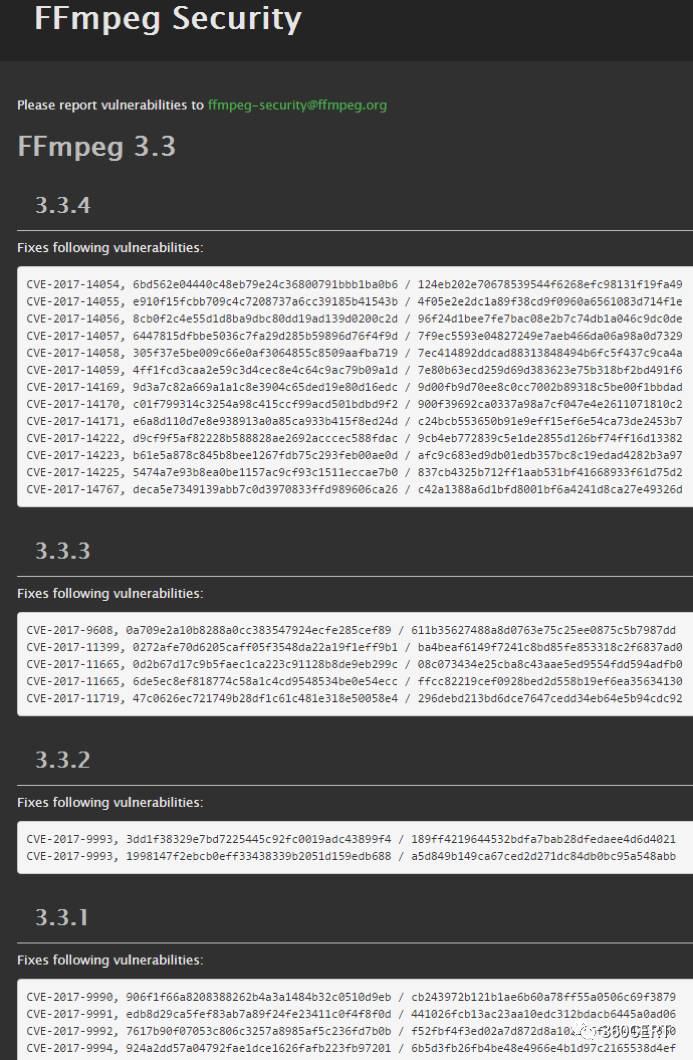 FFmpeg Security
Please report vulnerabilities to ffmpeg-security@ffmpeg.org
FFmpeg 3.3
3.3.4
Fixes following vulnerabilities:
CVE-2017-14054, 6bd562e04440c48eb79e24c36800791bbb1ba0b6 / 124eb202e70678539544f6268efc98131f19fa49
CVE-2017-14055, e910f15fcbb709c4c7208737a6cc39185b41543b / 4f05e2e2dc1a89f38cd9f0960a6561083d714f1e
CVE-2017-14056, 8cb0f2c4e55d1d8ba9dbc80dd19ad139d0200c2d / 96f24d1bee7fe7bac08e2b7c74db1a046c9dc0de
CVE-2017-14057, 6447815dfbbe5036c7fa29d285b59896d76f4f9d / 7f9ec5593e04827249e7aeb466da06a98a0d7329
CVE-2017-14058, 305f37e5be009c66e0af3064855c8509aafba719 / 7ec414892ddcad88313848494b6fc5f437c9ca4a
CVE-2017-14059, 4ff1fcd3caa2e59c3d4cec8e4c64c9ac79b09a1d / 7e80b63ecd259d69d383623e75b318bf2bd491f6
CVE-2017-14169, 9d3a7c82a669a1a1c8e3904c65ded19e80d16edc / 9d00fb9d70ee8c0cc7002b89318c5be00f1bbdad
CVE-2017-14170, c01f799314c3254a98c415ccf99acd501bdbd9f2 / 900f39692ca0337a98a7cf047e4e2611071810c2
CVE-2017-14171, e6a8d110d7e8e938913a0a85ca933b415f8ed24d / c24bcb553650b91e9eff15ef6e54ca73de2453b7
CVE-2017-14222, d9cf9f5af82228b588828ae2692acccec588fdac / 9cb4eb772839c5e1de2855d126bf74ff16d13382
CVE-2017-14223, b61e5a878c845b8bee1267fdb75c293feb00ae0d / afc9c683ed9db01edb357bc8c19edad4282b3a97
CVE-2017-14225, 5474a7e93b8ea0be1157ac9cf93c1511eccae7b0 / 837cb4325b712ff1aab531bf41668933f61d75d2
CVE-2017-14767, deca5e7349139abb7c0d3970833ffd989606ca26 / c42a1388a6d1bfd8001bf6a4241d8ca27e49326d
3.3.3
Fixes following vulnerabilities:
CVE-2017-9608, 0a709e2a10b8288a0cc383547924ecfe285cef89 / 611b35627488a8d0763e75c25ee0875c5b7987dd
CVE-2017-11399, 0272afe70d6205caff05f3548da22a19f1eff9b1 / ba4beaf6149f7241c8bd85fe853318c2f6837ad0
CVE-2017-11665, 0d2b67d17c9b5faec1ca223c91128b8de9eb299c / 08c073434e25cba8c43aae5ed9554fdd594adfb0
CVE-2017-11665, 6de5ec8ef818774c58a1c4cd9548534be0e54ecc / ffcc82219cef0928bed2d558b19ef6ea35634130
CVE-2017-11719, 47c0626ec721749b28df1c61c481e318e50058e4 / 296debd213bd6dce7647cedd34eb64e5b94cdc92
3.3.2
Fixes following vulnerabilities:
CVE-2017-9993, 3dd1f38329e7bd7225445c92fc0019adc43899f4 / 189ff4219644532bdfa7bab28dfedaee4d6d4021
CVE-2017-9993, 1998147f2ebcb0eff33438339b2051d159edb688 / a5d849b149ca67ced2d271dc84db0bc95a548abb
3.3.1
Fixes following vulnerabilities:
CVE-2017-9990, 906f1f66a8208388262b4a3a1484b32c0510d9eb / cb243972b121b1ae6b60a78ff55a0506c69f3879
CVE-2017-9991, edb8d29ca5fef83ab7a89f24fe23411c0f4f8f0d / 441026fcb13ac23aa10edc312bdacb6445a0ad06
CVE-2017-9992, 7617b90f07053c806c3257a8985af5c236fd7b0b /
360CERT
CVE-2017-9994, 924a2dd57a04792fae1dce1626fafb223fb97201 / 6b5d3fb26fb4be48e4966e4b1d97c2165538d4ef